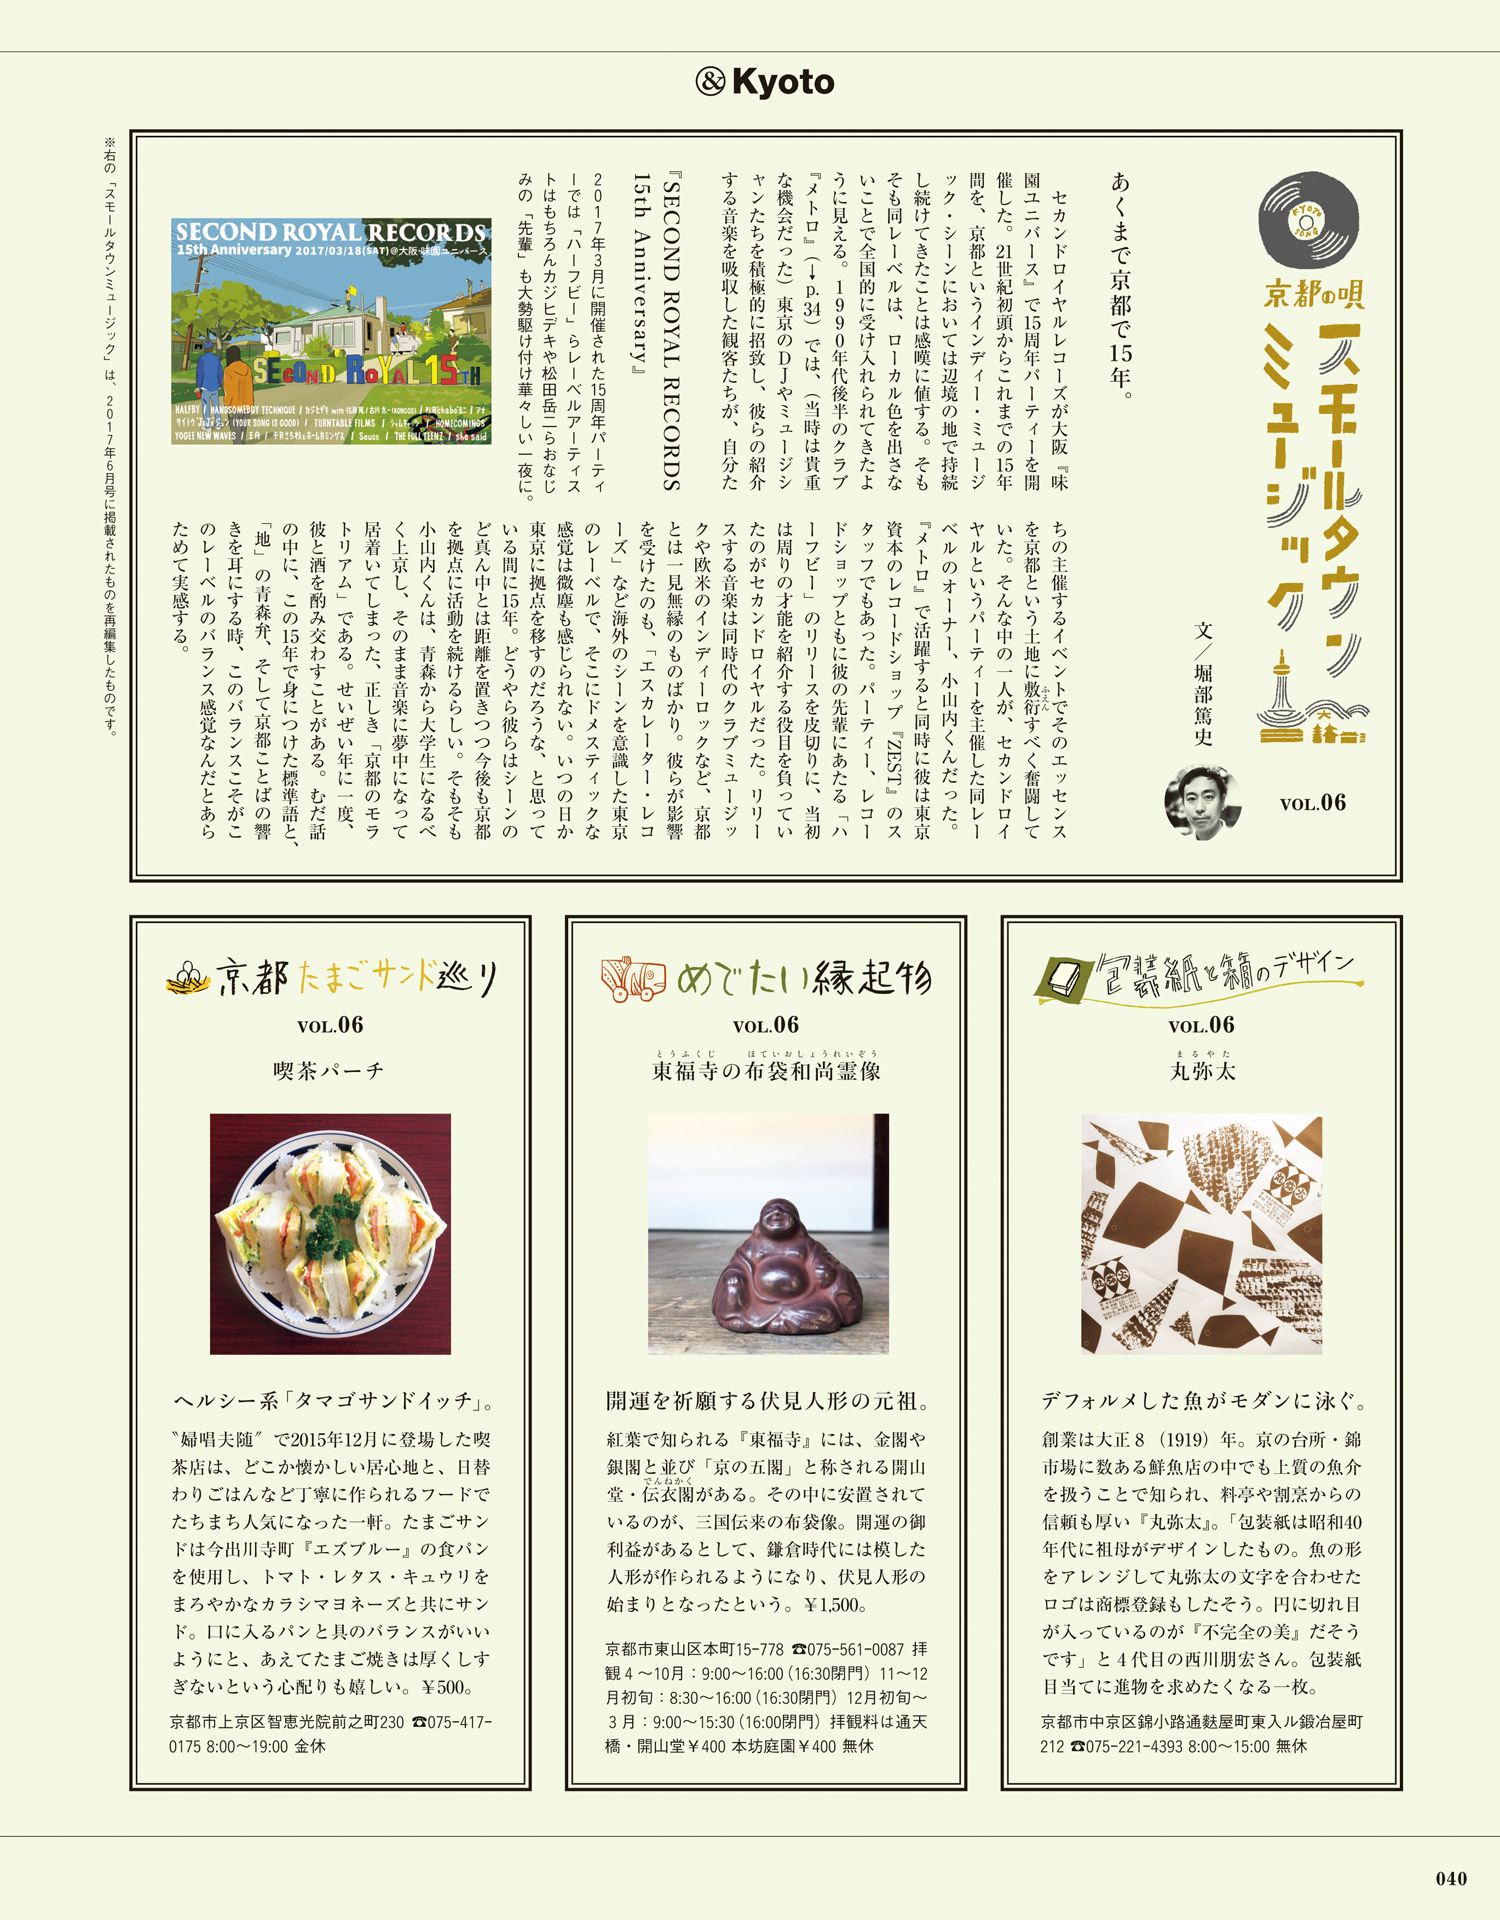 & Kyoto
KYOTO SONG
京都の唄
スモールタウン
ミュージック
VOL.06
文／堀部篤史
あくまで京都で15年。
　セカンドロイヤルレコーズが大阪『味
園ユニバース』で15周年パーティーを開
催した。21世紀初頭からこれまでの15年
間を、京都というインディー・ミュージ
ック・シーンにおいては辺境の地で持続
し続けてきたことは感嘆に値する。そも
そも同レーベルは、ローカル色を出さな
いことで全国的に受け入れられてきたよ
うに見える。1990年代後半のクラブ
『メトロ』（→p.34）では、（当時は貴重
な機会だった）東京のDJやミュージシ
ャンたちを積極的に招致し、彼らの紹介
する音楽を吸収した観客たちが、自分た
ちの主催するイベントでそのエッセンス
を京都という土地に敷衍すべく奮闘して
ふえん
いた。そんな中の一人が、セカンドロイ
ヤルというパーティーを主催した同レー
ベルのオーナー、小山内くんだった。
『メトロ』で活躍すると同時に彼は東京
資本のレコードショップ『ZEST』のス
タッフでもあった。パーティー、レコー
ドショップともに彼の先輩にあたる「ハ
ーフビー」のリリースを皮切りに、当初
は周りの才能を紹介する役目を負ってい
たのがセカンドロイヤルだった。リリー
スする音楽は同時代のクラブミュージッ
クや欧米のインディーロックなど、京都
とは一見無縁のものばかり。彼らが影響
を受けたのも、「エスカレーター・レコ
ーズ」など海外のシーンを意識した東京
のレーベルで、そこにドメスティックな
感覚は微塵も感じられない。いつの日か
東京に拠点を移すのだろうな、と思って
いる間に15年。どうやら彼らはシーンの
ど真ん中とは距離を置きつつ今後も京都
を拠点に活動を続けるらしい。そもそも
小山内くんは、青森から大学生になるべ
く上京し、そのまま音楽に夢中になって
居着いてしまった、正しき「京都のモラ
トリアム」である。せいぜい年に一度、
彼と酒を酌み交わすことがある。むだ話
の中に、この15年で身につけた標準語と、
「地」の青森弁、そして京都ことばの響
きを耳にする時、このバランスこそがこ
のレーベルのバランス感覚なんだとあら
ためて実感する。
『SECOND ROYAL RECORDS
15th Anniversary』
2017年3月に開催された15周年パーティ
ーでは「ハーフビー」らレーベルアーティス
トはもちろんカジヒデキや松田岳二らおなじ
みの「先輩」も大勢駆け付け華々しい一夜に。
SECOND ROYAL RECORDS
15th Anniversary 2017/03/18(SAT)@大阪・味園ユニバース
SECOND ROYAL 15TH
HALFBY / HANDSOMEBOY TECHNIQUE / カジヒデキ
(YOUR SONG IS GOOD) / TURNTABLE FILMS / HOMECOMINGS
YOGEE NEW WAVES / Seuss / THE FULL TEENZ / she said
※右の「スモールタウンミュージック」は、2017年6月号に掲載されたものを再編集したものです。
包装紙と箱のデザイン
VOL.06
まるやた
丸弥太
デフォルメした魚がモダンに泳ぐ。
創業は大正8（1919）年。京の台所・錦
市場に数ある鮮魚店の中でも上質の魚介
を扱うことで知られ、料亭や割烹からの
信頼も厚い『丸弥太』。「包装紙は昭和40
年代に祖母がデザインしたもの。魚の形
をアレンジして丸弥太の文字を合わせた
ロゴは商標登録もしたそう。円に切れ目
が入っているのが『不完全の美』だそう
です」と4代目の西川朋宏さん。包装紙
目当てに進物を求めたくなる一枚。
京都市中京区錦小路通麩屋町東入ル鍛冶屋町
212 ☎075-221-4393 8:00〜15:00 無休
めでたい縁起物
VOL.06
とうふくじ　ほていおしょうれいぞう
東福寺の布袋和尚霊像
開運を祈願する伏見人形の元祖。
紅葉で知られる『東福寺』には、金閣や
銀閣と並び「京の五閣」と称される開山
でんねかく
堂・伝衣閣がある。その中に安置されて
いるのが、三国伝来の布袋像。開運の御
利益があるとして、鎌倉時代には模した
人形が作られるようになり、伏見人形の
始まりとなったという。￥1,500。
京都市東山区本町15-778 ☎075-561-0087 拝
観4〜10月：9:00〜16:00（16:30閉門）11〜12
月初旬：8:30〜16:00（16:30閉門）12月初旬〜
3月：9:00〜15:30（16:00閉門）拝観料は通天
橋・開山堂￥400 本坊庭園￥400 無休
京都たまごサンド巡り
VOL.06
喫茶パーチ
ヘルシー系「タマゴサンドイッチ」。
〝婦唱夫随〞で2015年12月に登場した喫
茶店は、どこか懐かしい居心地と、日替
わりごはんなど丁寧に作られるフードで
たちまち人気になった一軒。たまごサン
ドは今出川寺町『エズブルー』の食パン
を使用し、トマト・レタス・キュウリを
まろやかなカラシマヨネーズと共にサン
ド。口に入るパンと具のバランスがいい
ようにと、あえてたまご焼きは厚くしす
ぎないという心配りも嬉しい。￥500。
京都市上京区智恵光院前之町230 ☎075-417-
0175 8:00〜19:00 金休
040